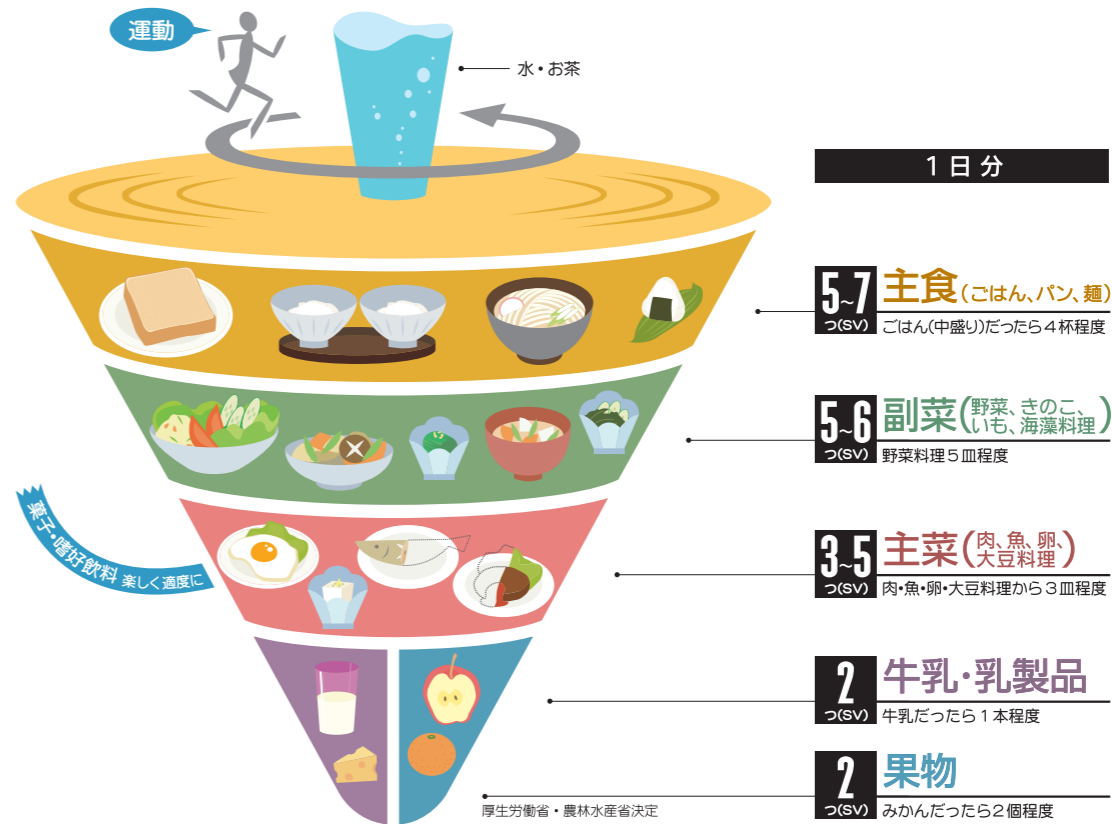 運動
水・お茶
1日分
5~7
つ(SV)
主食(ごはん、パン、麺)
ごはん(中盛り)だったら4杯程度
5~6
つ(SV)
副菜(野菜、きのこ、
いも、海藻料理)
野菜料理5皿程度
菓子・嗜好飲料 楽しく適度に
3~5
つ(SV)
主菜(肉、魚、卵、
大豆料理)
肉・魚・卵・大豆料理から3皿程度
2
つ(SV)
牛乳・乳製品
牛乳だったら1本程度
2
つ(SV)
果物
みかんだったら2個程度
厚生労働省・農林水産省決定